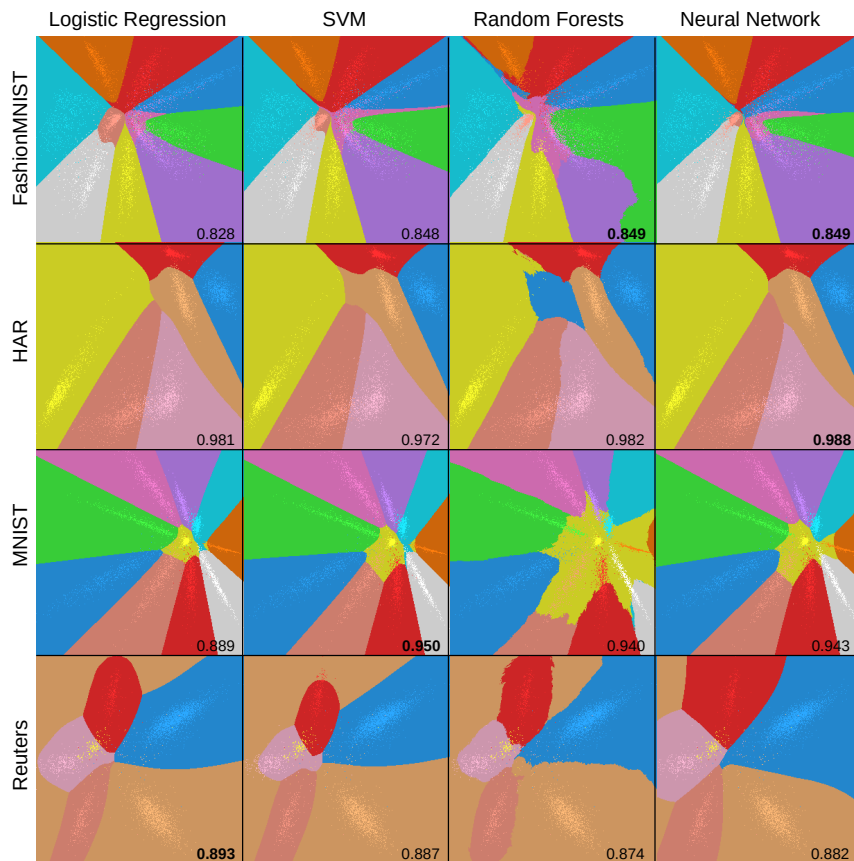 Logistic Regression SVM Random Forests Neural Network
FashionMNIST
0.828 0.848 0.849 0.849
HAR
0.981 0.972 0.982 0.988
MNIST
0.889 0.950 0.940 0.943
Reuters
0.893 0.887 0.874 0.882